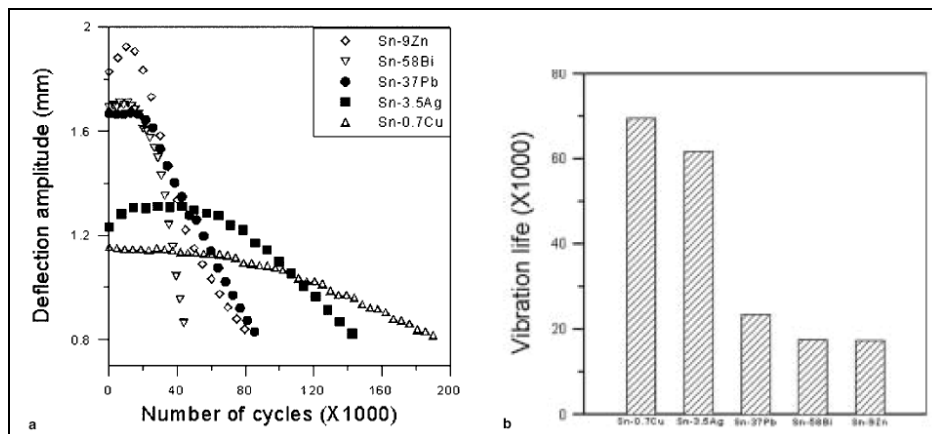 2
1.6
1.2
0.8
Deflection amplitude (mm)
Sn-9Zn
Sn-58Bi
Sn-37Pb
Sn-3.5Ag
Sn-0.7Cu
0 40 80 120 160 200
Number of cycles (X1000)
a
80
60
40
20
0
Vibration life (X1000)
Sn-0.7Cu Sn-3.5Ag Sn-37Pb Sn-58Bi Sn-9Zn
b